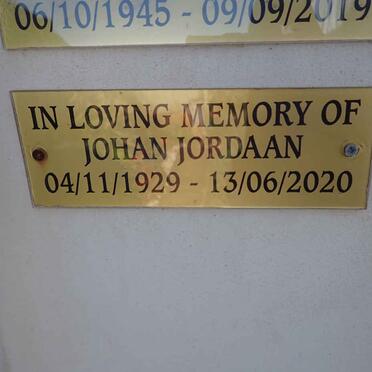 06/10/1945 - 09/09/2019
IN LOVING MEMORY OF
JOHAN JORDAAN
04/11/1929 - 13/06/2020